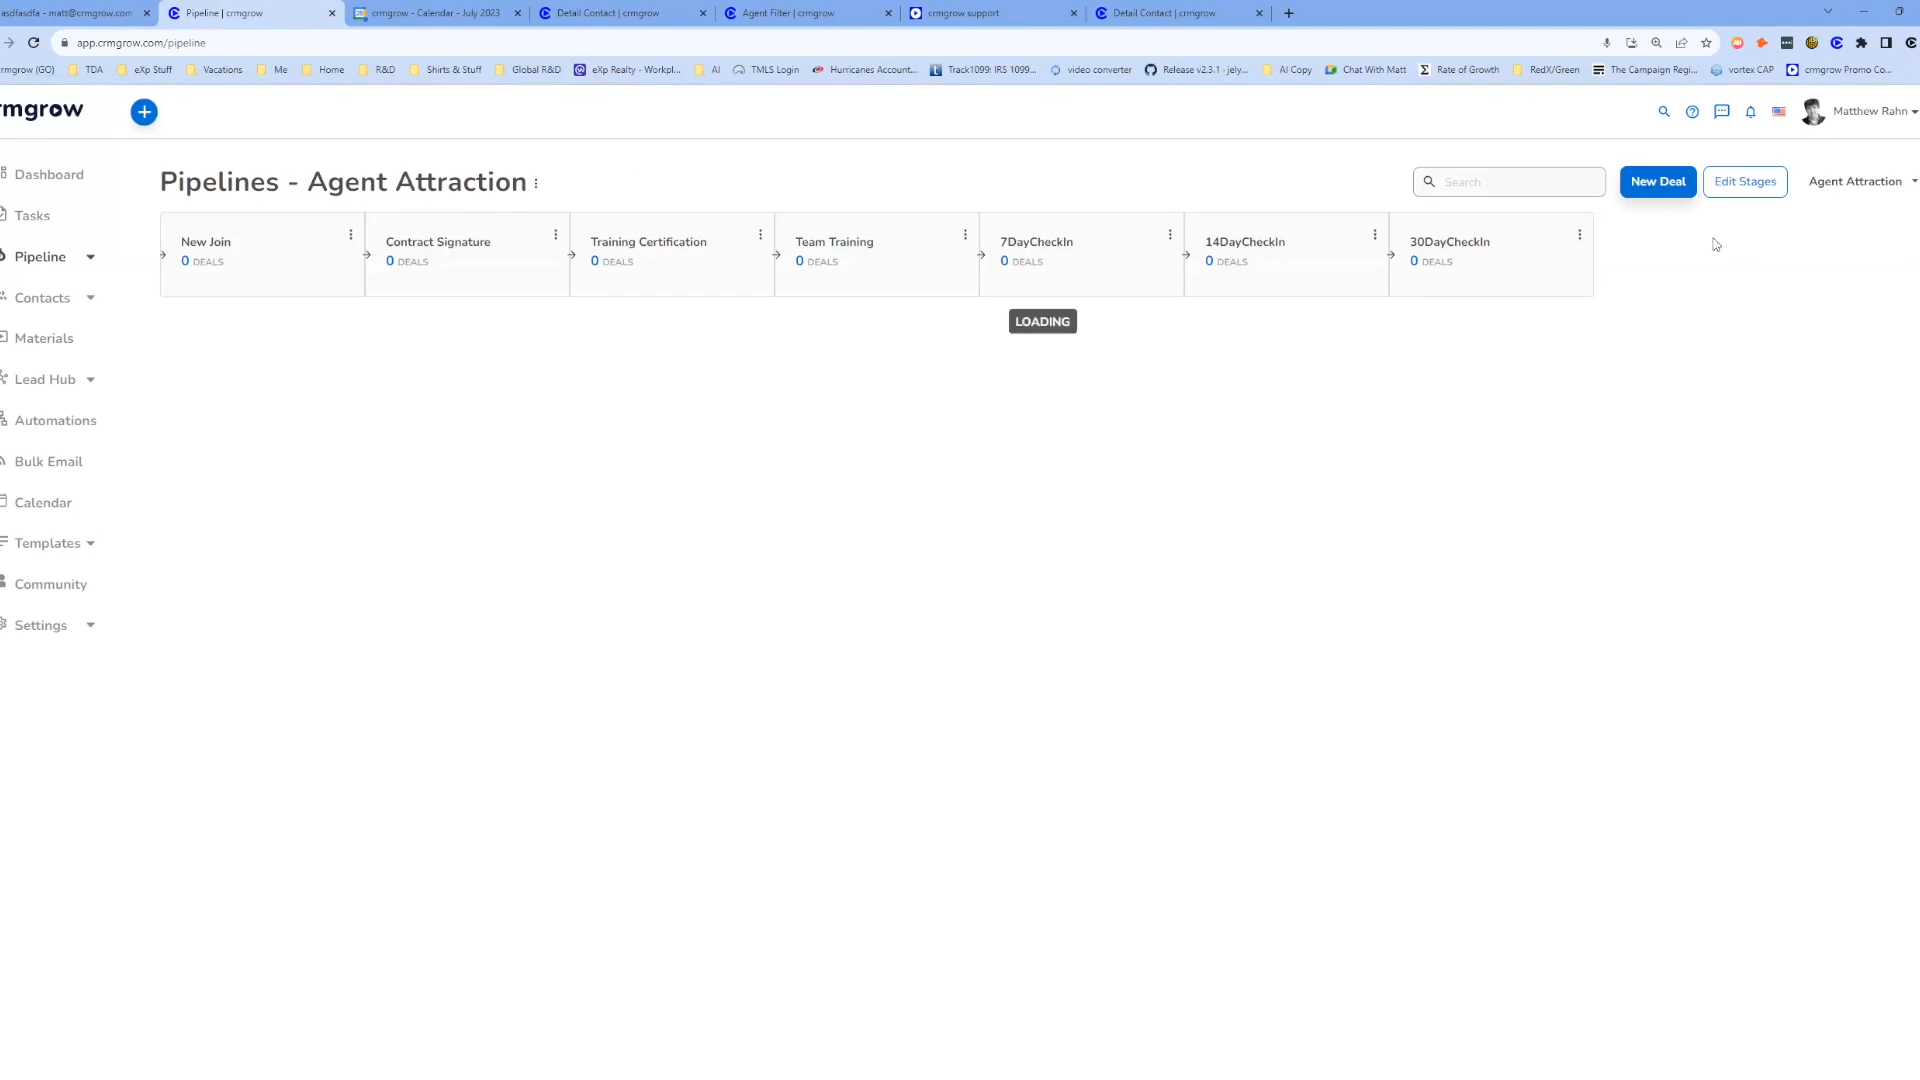 asdfasdfa - matt@crmgrow.com
Pipeline | crmgrow
crmgrow - Calendar - July 2023
Detail Contact | crmgrow
Agent Filter | crmgrow
crmgrow support
Detail Contact | crmgrow
app.crmgrow.com/pipeline
rmgrow (GO)
TDA
eXp Stuff
Vacations
Me
Home
R&D
Shirts & Stuff
Global R&D
eXp Realty - Workpl...
AI
TMLS Login
Hurricanes Account...
Track1099: IRS 1099...
video converter
Release v2.3.1 · jely...
AI Copy
Chat With Matt
Rate of Growth
RedX/Green
The Campaign Regi...
vortex CAP
crmgrow Promo Co...
rmgrow
Matthew Rahn
Dashboard
Tasks
Pipeline
Contacts
Materials
Lead Hub
Automations
Bulk Email
Calendar
Templates
Community
Settings
Pipelines - Agent Attraction
Search
New Deal
Edit Stages
Agent Attraction
New Join
0 DEALS
Contract Signature
0 DEALS
Training Certification
0 DEALS
Team Training
0 DEALS
7DayCheckIn
0 DEALS
14DayCheckIn
0 DEALS
30DayCheckIn
0 DEALS
LOADING